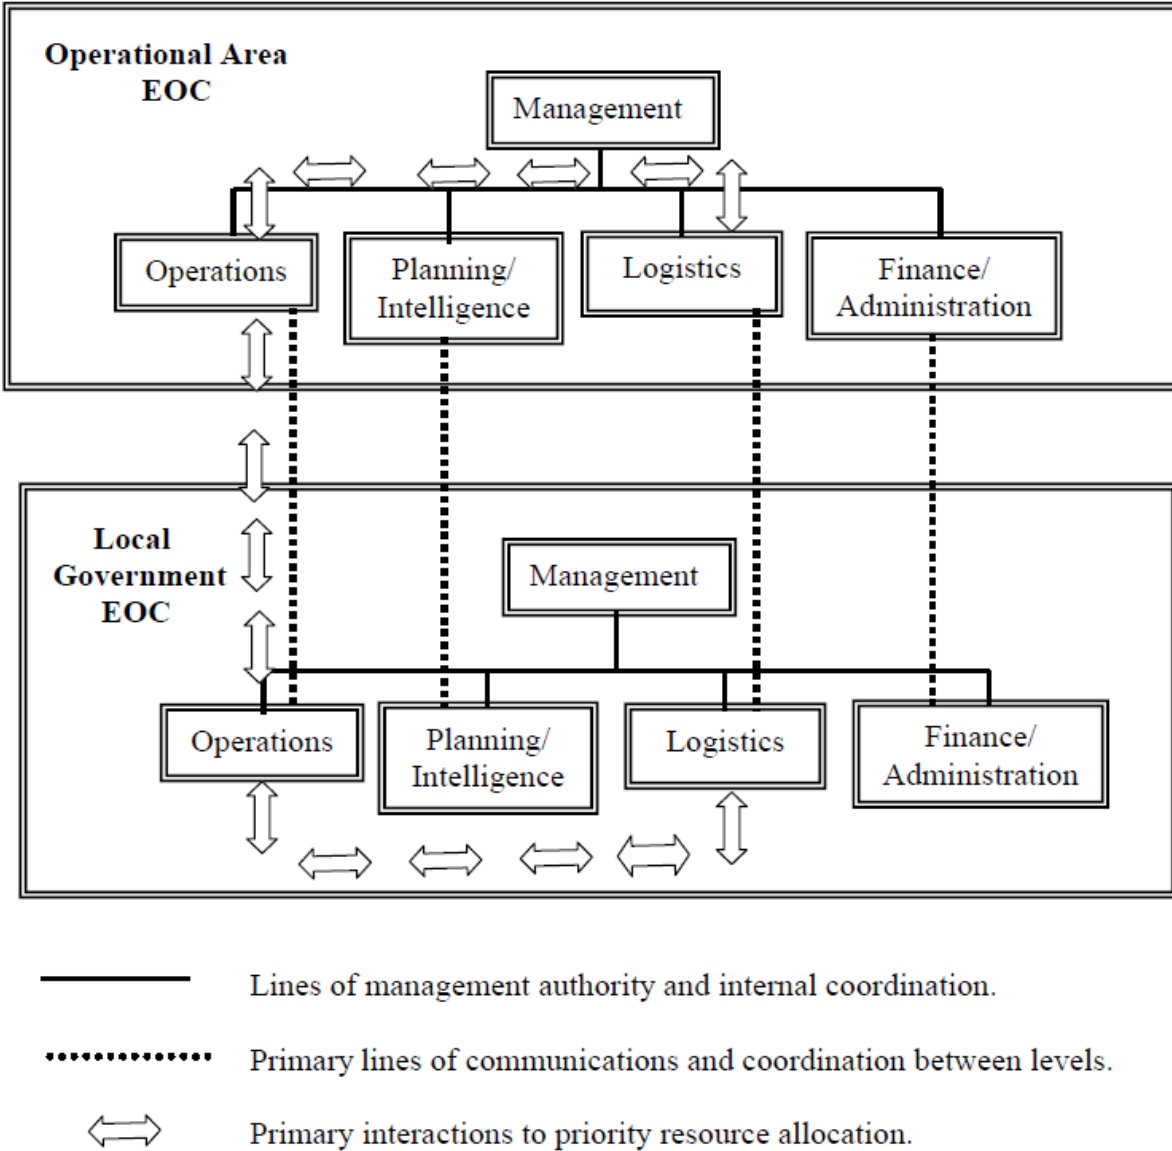 Operational Area
EOC
Management
Operations
Planning/
Intelligence
Logistics
Finance/
Administration
Local
Government
EOC
Management
Operations
Planning/
Intelligence
Logistics
Finance/
Administration
Lines of management authority and internal coordination.
Primary lines of communications and coordination between levels.
Primary interactions to priority resource allocation.